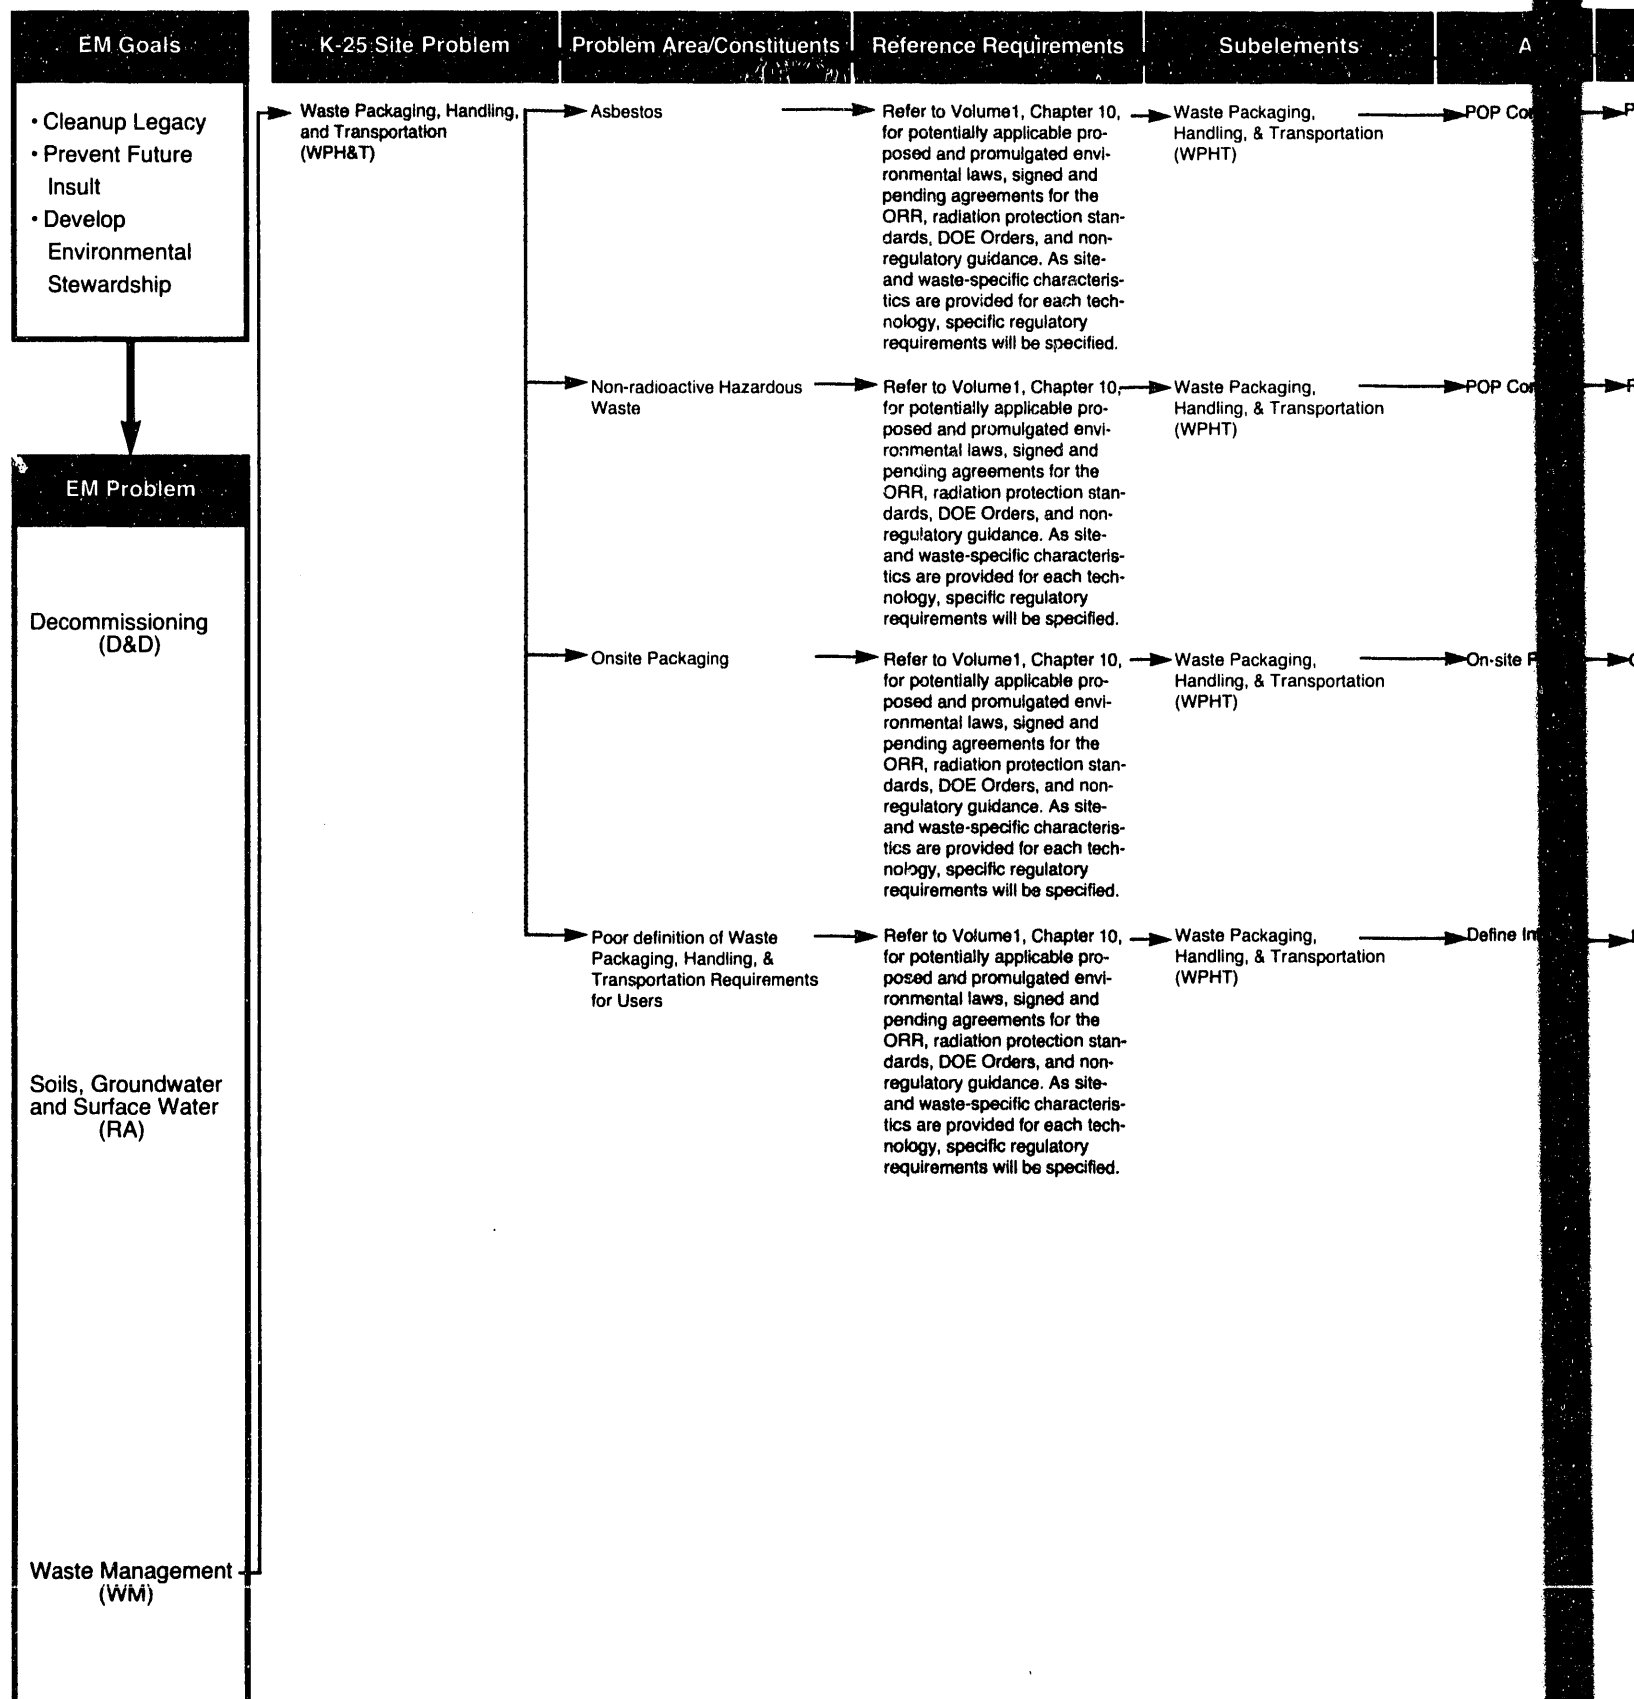 EM Goals
• Cleanup Legacy
• Prevent Future
Insult
• Develop
Environmental
Stewardship
EM Problem
Decommissioning
(D&D)
Soils, Groundwater
and Surface Water
(RA)
Waste Management
(WM)
K-25 Site Problem
Waste Packaging, Handling,
and Transportation
(WPH&T)
Problem Area/Constituents
Reference Requirements
Subelements
A
Asbestos
Refer to Volume1, Chapter 10,
for potentially applicable pro-
posed and promulgated envi-
ronmental laws, signed and
pending agreements for the
ORR, radiation protection stan-
dards, DOE Orders, and non-
regulatory guidance. As site-
and waste-specific characteris-
tics are provided for each tech-
nology, specific regulatory
requirements will be specified.
Waste Packaging,
Handling, & Transportation
(WPHT)
POP
Non-radioactive Hazardous
Waste
Refer to Volume1, Chapter 10,
for potentially applicable pro-
posed and promulgated envi-
ronmental laws, signed and
pending agreements for the
ORR, radiation protection stan-
dards, DOE Orders, and non-
regulatory guidance. As site-
and waste-specific characteris-
tics are provided for each tech-
nology, specific regulatory
requirements will be specified.
Waste Packaging,
Handling, & Transportation
(WPHT)
POP
Onsite Packaging
Refer to Volume1, Chapter 10,
for potentially applicable pro-
posed and promulgated envi-
ronmental laws, signed and
pending agreements for the
ORR, radiation protection stan-
dards, DOE Orders, and non-
regulatory guidance. As site-
and waste-specific characteris-
tics are provided for each tech-
nology, specific regulatory
requirements will be specified.
Waste Packaging,
Handling, & Transportation
(WPHT)
On-site
Poor definition of Waste
Packaging, Handling, &
Transportation Requirements
for Users
Refer to Volume1, Chapter 10,
for potentially applicable pro-
posed and promulgated envi-
ronmental laws, signed and
pending agreements for the
ORR, radiation protection stan-
dards, DOE Orders, and non-
regulatory guidance. As site-
and waste-specific characteris-
tics are provided for each tech-
nology, specific regulatory
requirements will be specified.
Waste Packaging,
Handling, & Transportation
(WPHT)
Define